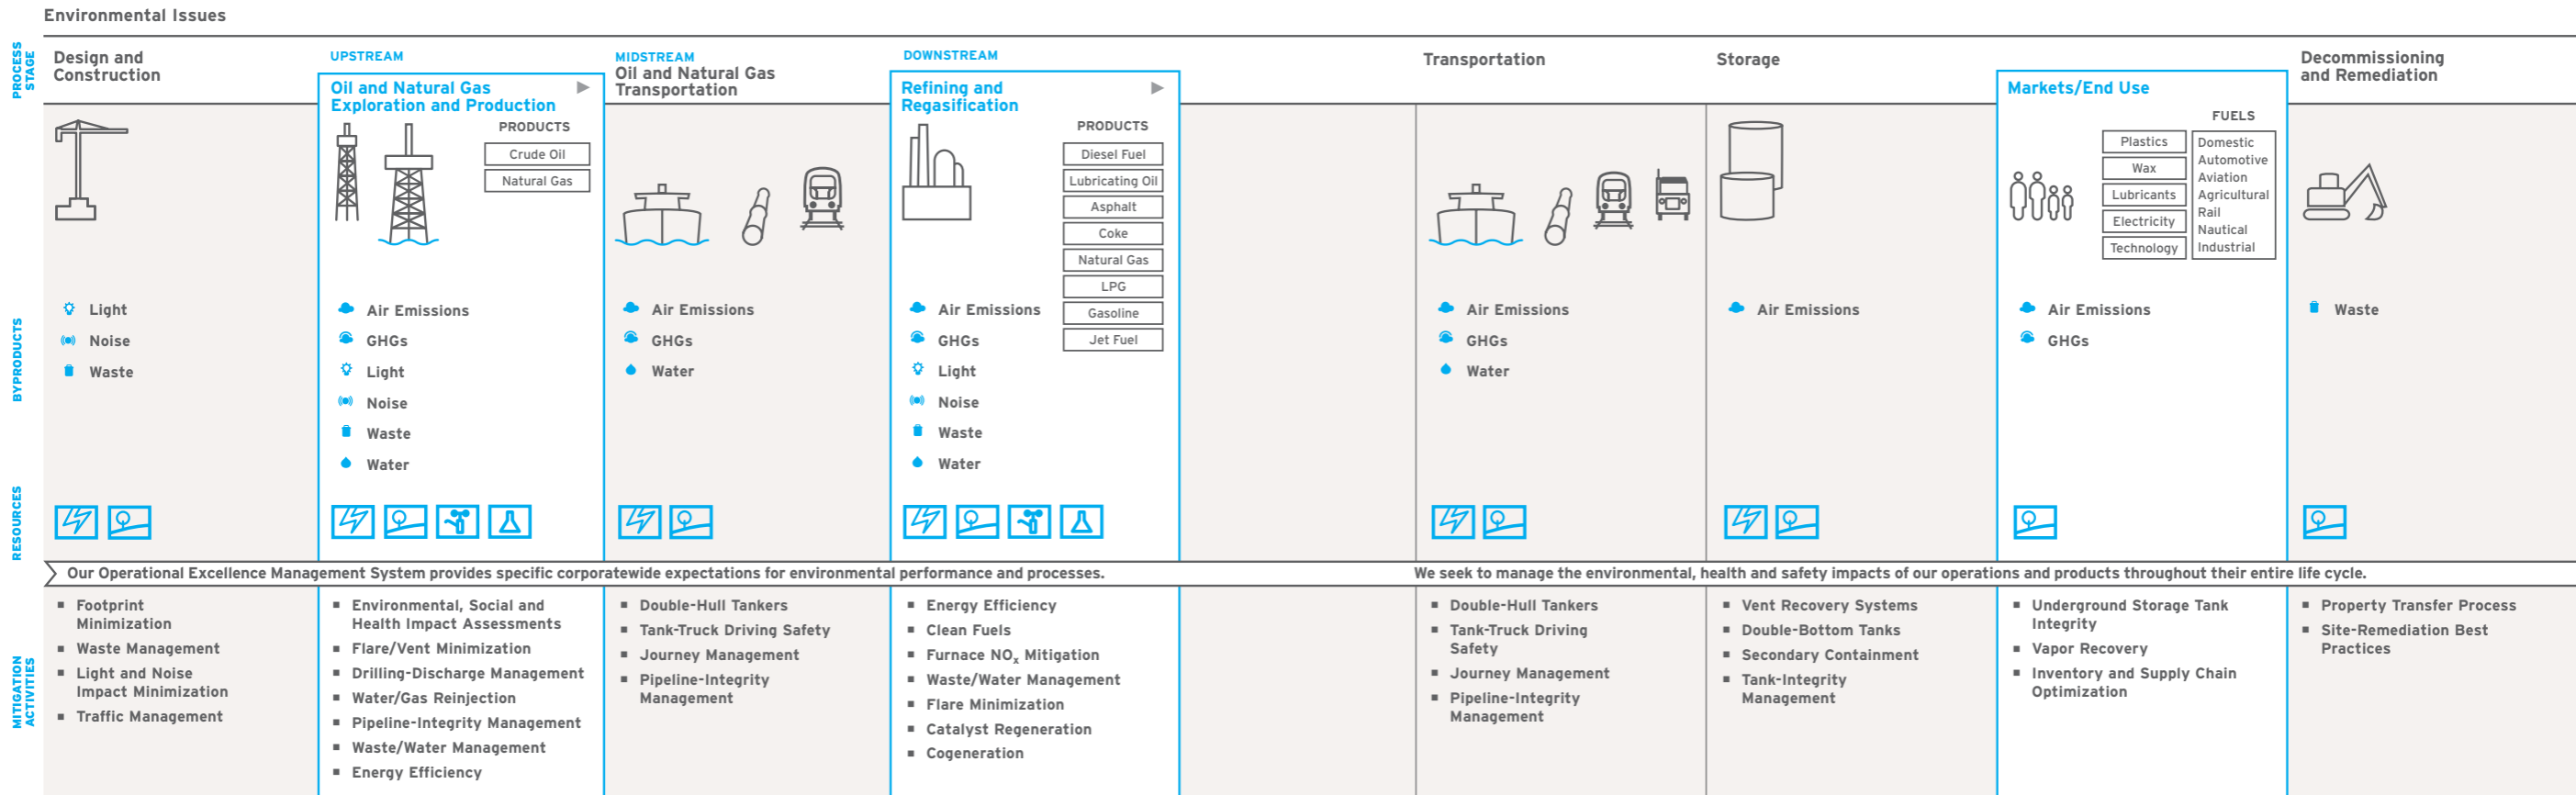 Environmental Issues
PROCESS
STAGE
Design and
Construction
UPSTREAM
Oil and Natural Gas
Exploration and Production
MIDSTREAM
Oil and Natural Gas
Transportation
DOWNSTREAM
Refining and
Regasification
Transportation
Storage
Markets/End Use
Decommissioning
and Remediation
PRODUCTS
Crude Oil
Natural Gas
PRODUCTS
Diesel Fuel
Lubricating Oil
Asphalt
Coke
Natural Gas
LPG
Gasoline
Jet Fuel
Plastics
Wax
Lubricants
Electricity
Technology
FUELS
Domestic
Automotive
Aviation
Agricultural
Rail
Nautical
Industrial
BYPRODUCTS
Light
Noise
Waste
Air Emissions
GHGs
Light
Noise
Waste
Water
Air Emissions
GHGs
Water
Air Emissions
GHGs
Light
Noise
Waste
Water
Air Emissions
GHGs
Water
Air Emissions
Air Emissions
GHGs
Waste
RESOURCES
Our Operational Excellence Management System provides specific corporatewide expectations for environmental performance and processes.
We seek to manage the environmental, health and safety impacts of our operations and products throughout their entire life cycle.
MITIGATION
ACTIVITIES
▪ Footprint
Minimization
▪ Waste Management
▪ Light and Noise
Impact Minimization
▪ Traffic Management
▪ Environmental, Social and
Health Impact Assessments
▪ Flare/Vent Minimization
▪ Drilling-Discharge Management
▪ Water/Gas Reinjection
▪ Pipeline-Integrity Management
▪ Waste/Water Management
▪ Energy Efficiency
▪ Double-Hull Tankers
▪ Tank-Truck Driving Safety
▪ Journey Management
▪ Pipeline-Integrity
Management
▪ Energy Efficiency
▪ Clean Fuels
▪ Furnace NOx Mitigation
▪ Waste/Water Management
▪ Flare Minimization
▪ Catalyst Regeneration
▪ Cogeneration
▪ Double-Hull Tankers
▪ Tank-Truck Driving
Safety
▪ Journey Management
▪ Pipeline-Integrity
Management
▪ Vent Recovery Systems
▪ Double-Bottom Tanks
▪ Secondary Containment
▪ Tank-Integrity
Management
▪ Underground Storage Tank
Integrity
▪ Vapor Recovery
▪ Inventory and Supply Chain
Optimization
▪ Property Transfer Process
▪ Site-Remediation Best
Practices